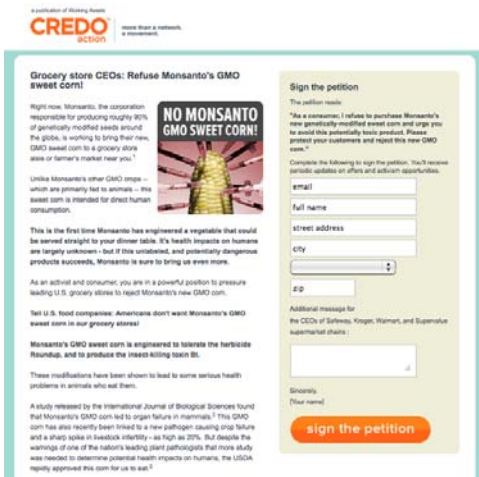 a publication of Working Assets
CREDO
action
more than a network.
a movement.
Grocery store CEOs: Refuse Monsanto's GMO
sweet corn!
Right now, Monsanto, the corporation
responsible for producing roughly 90%
of genetically modified seeds around
the globe, is working to bring their new,
GMO sweet corn to a grocery store
aisle or farmer's market near you.1
Unlike Monsanto's other GMO crops --
which are primarily fed to animals -- this
sweet corn is intended for direct human
consumption.
NO MONSANTO
GMO SWEET CORN!
This is the first time Monsanto has engineered a vegetable that could
be served straight to your dinner table. It's health impacts on humans
are largely unknown - but if this unlabeled, and potentially dangerous
products succeeds, Monsanto is sure to bring us even more.
As an activist and consumer, you are in a powerful position to pressure
leading U.S. grocery stores to reject Monsanto's new GMO corn.
Tell U.S. food companies: Americans don't want Monsanto's GMO
sweet corn in our grocery stores!
Monsanto's GMO sweet corn is engineered to tolerate the herbicide
Roundup, and to produce the insect-killing toxin Bt.
These modifications have been shown to lead to some serious health
problems in animals who eat them.
A study released by the International Journal of Biological Sciences found
that Monsanto's GMO corn led to organ failure in mammals.2 This GMO
corn has also recently been linked to a new pathogen causing crop failure
and a sharp spike in livestock infertility - as high as 20%. But despite the
warnings of one of the nation's leading plant pathologists that more study
was needed to determine potential health impacts on humans, the USDA
rapidly approved this corn for us to eat.3
Sign the petition
The petition reads:
"As a consumer, I refuse to purchase Monsanto's
new genetically-modified sweet corn and urge you
to avoid this potentially toxic product. Please
protect your customers and reject this new GMO
corn."
Complete the following to sign the petition. You'll receive
periodic updates on offers and activism opportunities.
email
full name
street address
city
zip
Additional message for
the CEOs of Safeway, Kroger, Walmart, and Supervalue
supermarket chains :
Sincerely,
[Your name]
sign the petition